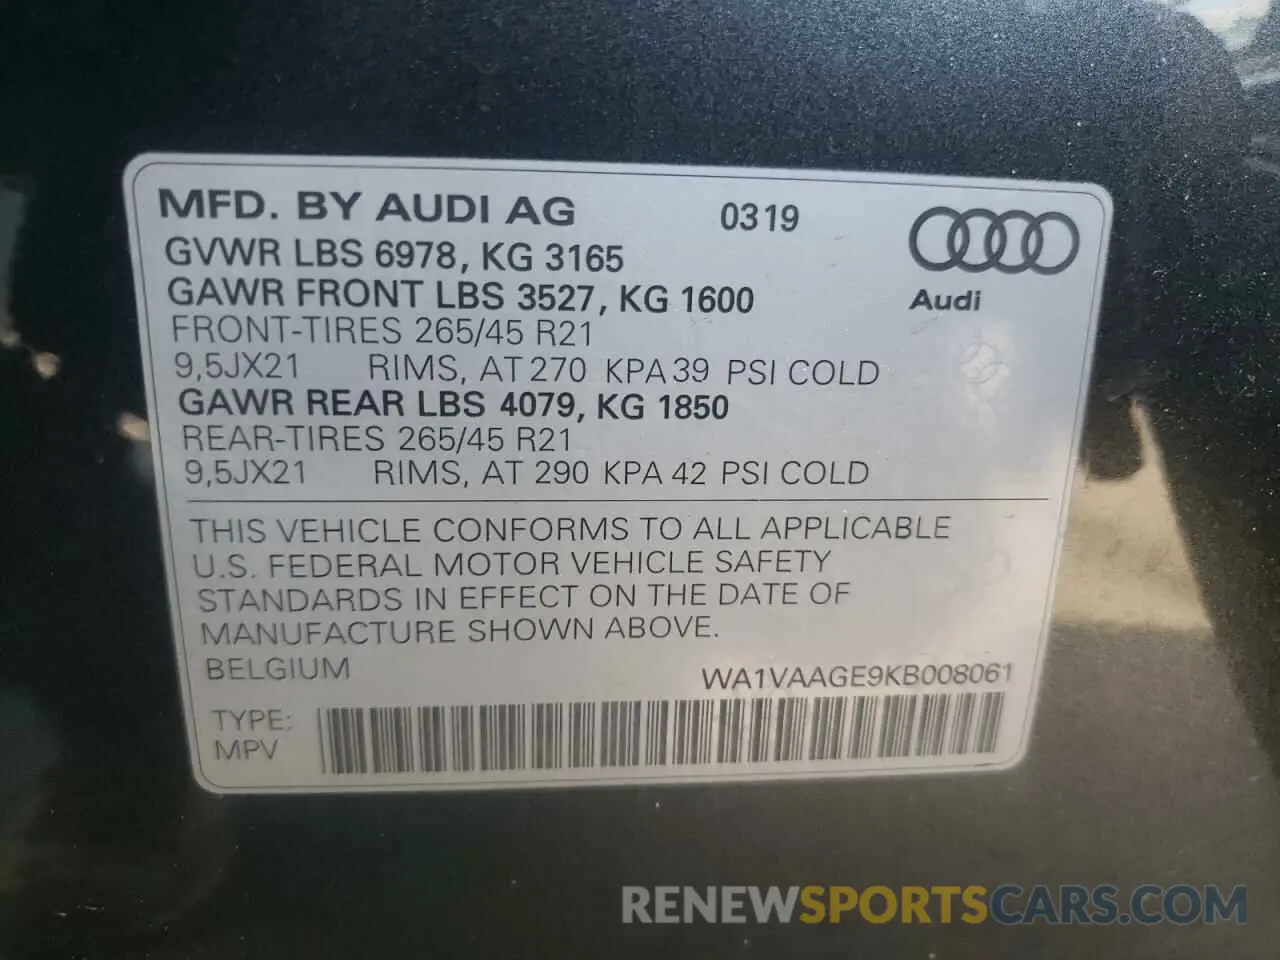 MFD. BY AUDI AG 0319
GVWR LBS 6978, KG 3165
GAWR FRONT LBS 3527, KG 1600
Audi
FRONT-TIRES 265/45 R21
9,5JX21 RIMS, AT 270 KPA 39 PSI COLD
GAWR REAR LBS 4079, KG 1850
REAR-TIRES 265/45 R21
9,5JX21 RIMS, AT 290 KPA 42 PSI COLD
THIS VEHICLE CONFORMS TO ALL APPLICABLE
U.S. FEDERAL MOTOR VEHICLE SAFETY
STANDARDS IN EFFECT ON THE DATE OF
MANUFACTURE SHOWN ABOVE.
BELGIUM WA1VAAGE9KB008061
TYPE:
MPV
RENEWSPORTSCARS.COM